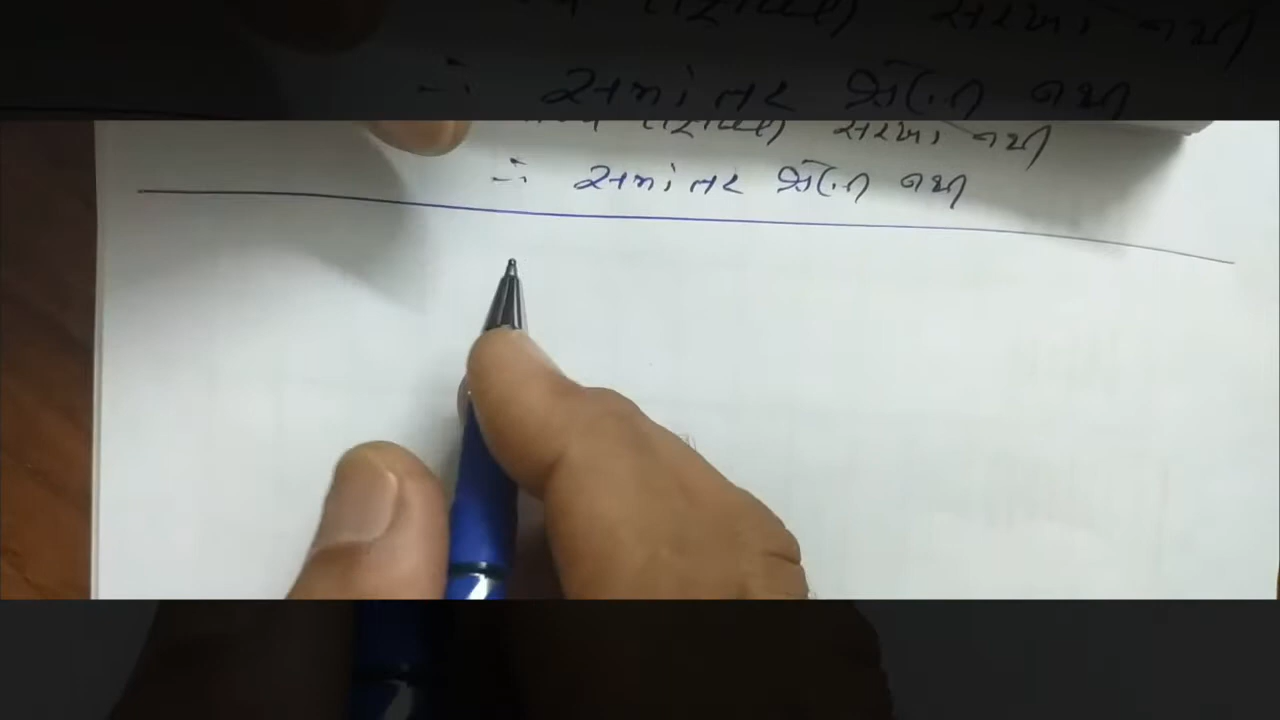 સરખા નથી
∴ સમાંતર શ્રેણી નથી